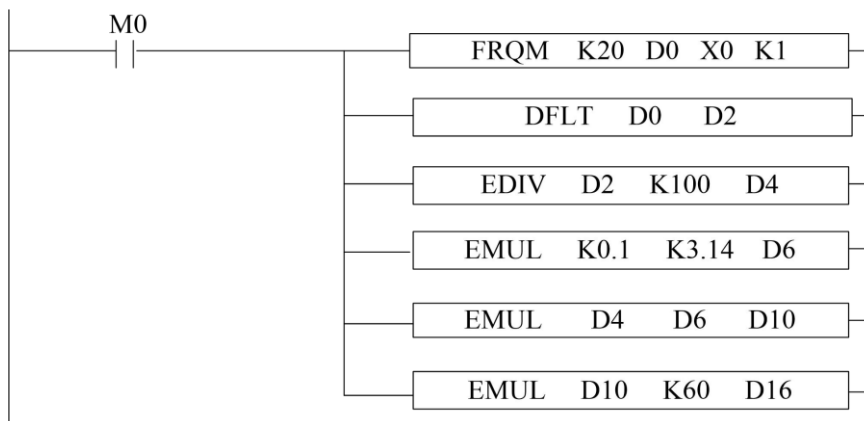 M0
FRQM K20 D0 X0 K1
DFLT D0 D2
EDIV D2 K100 D4
EMUL K0.1 K3.14 D6
EMUL D4 D6 D10
EMUL D10 K60 D16